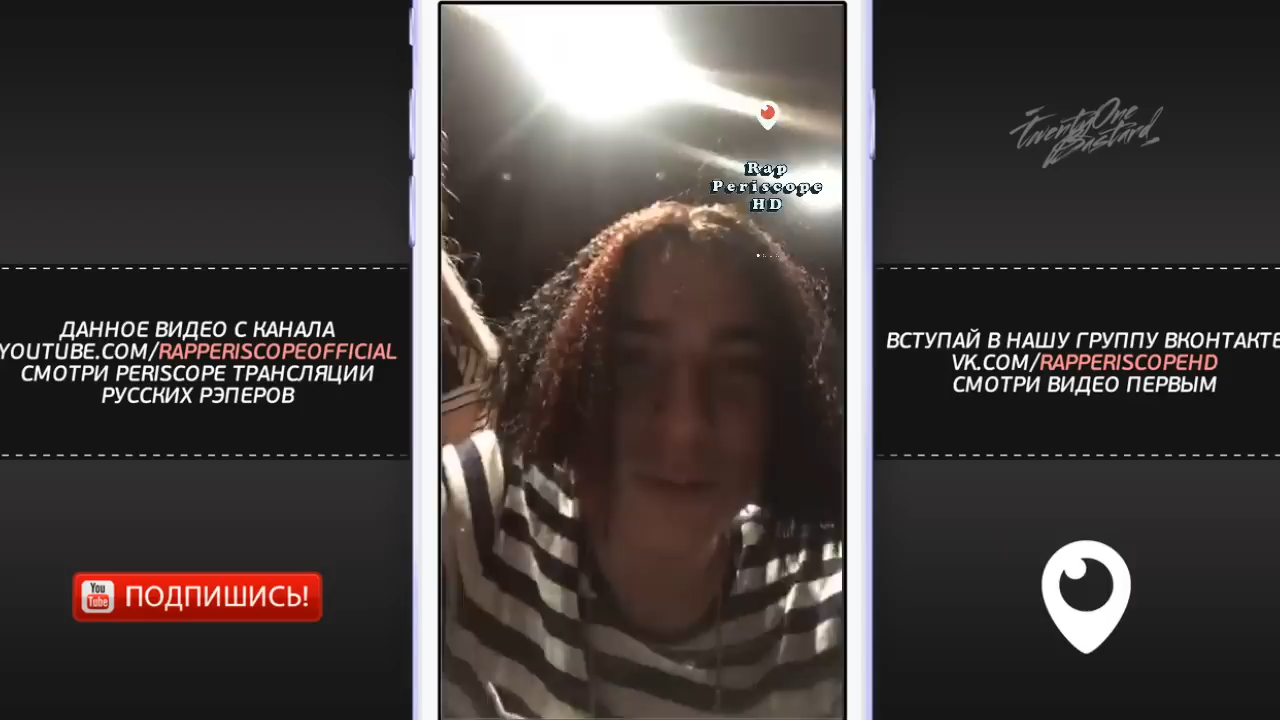 TwentyOne
Bastard
Rap
Periscope
HD
ДАННОЕ ВИДЕО С КАНАЛА
YOUTUBE.COM/RAPPERISCOPEOFFICIAL
СМОТРИ PERISCOPE ТРАНСЛЯЦИИ
РУССКИХ РЭПЕРОВ
ВСТУПАЙ В НАШУ ГРУППУ ВКОНТАКТЕ
VK.COM/RAPPERISCOPEHD
СМОТРИ ВИДЕО ПЕРВЫМ
You
Tube
ПОДПИШИСЬ!